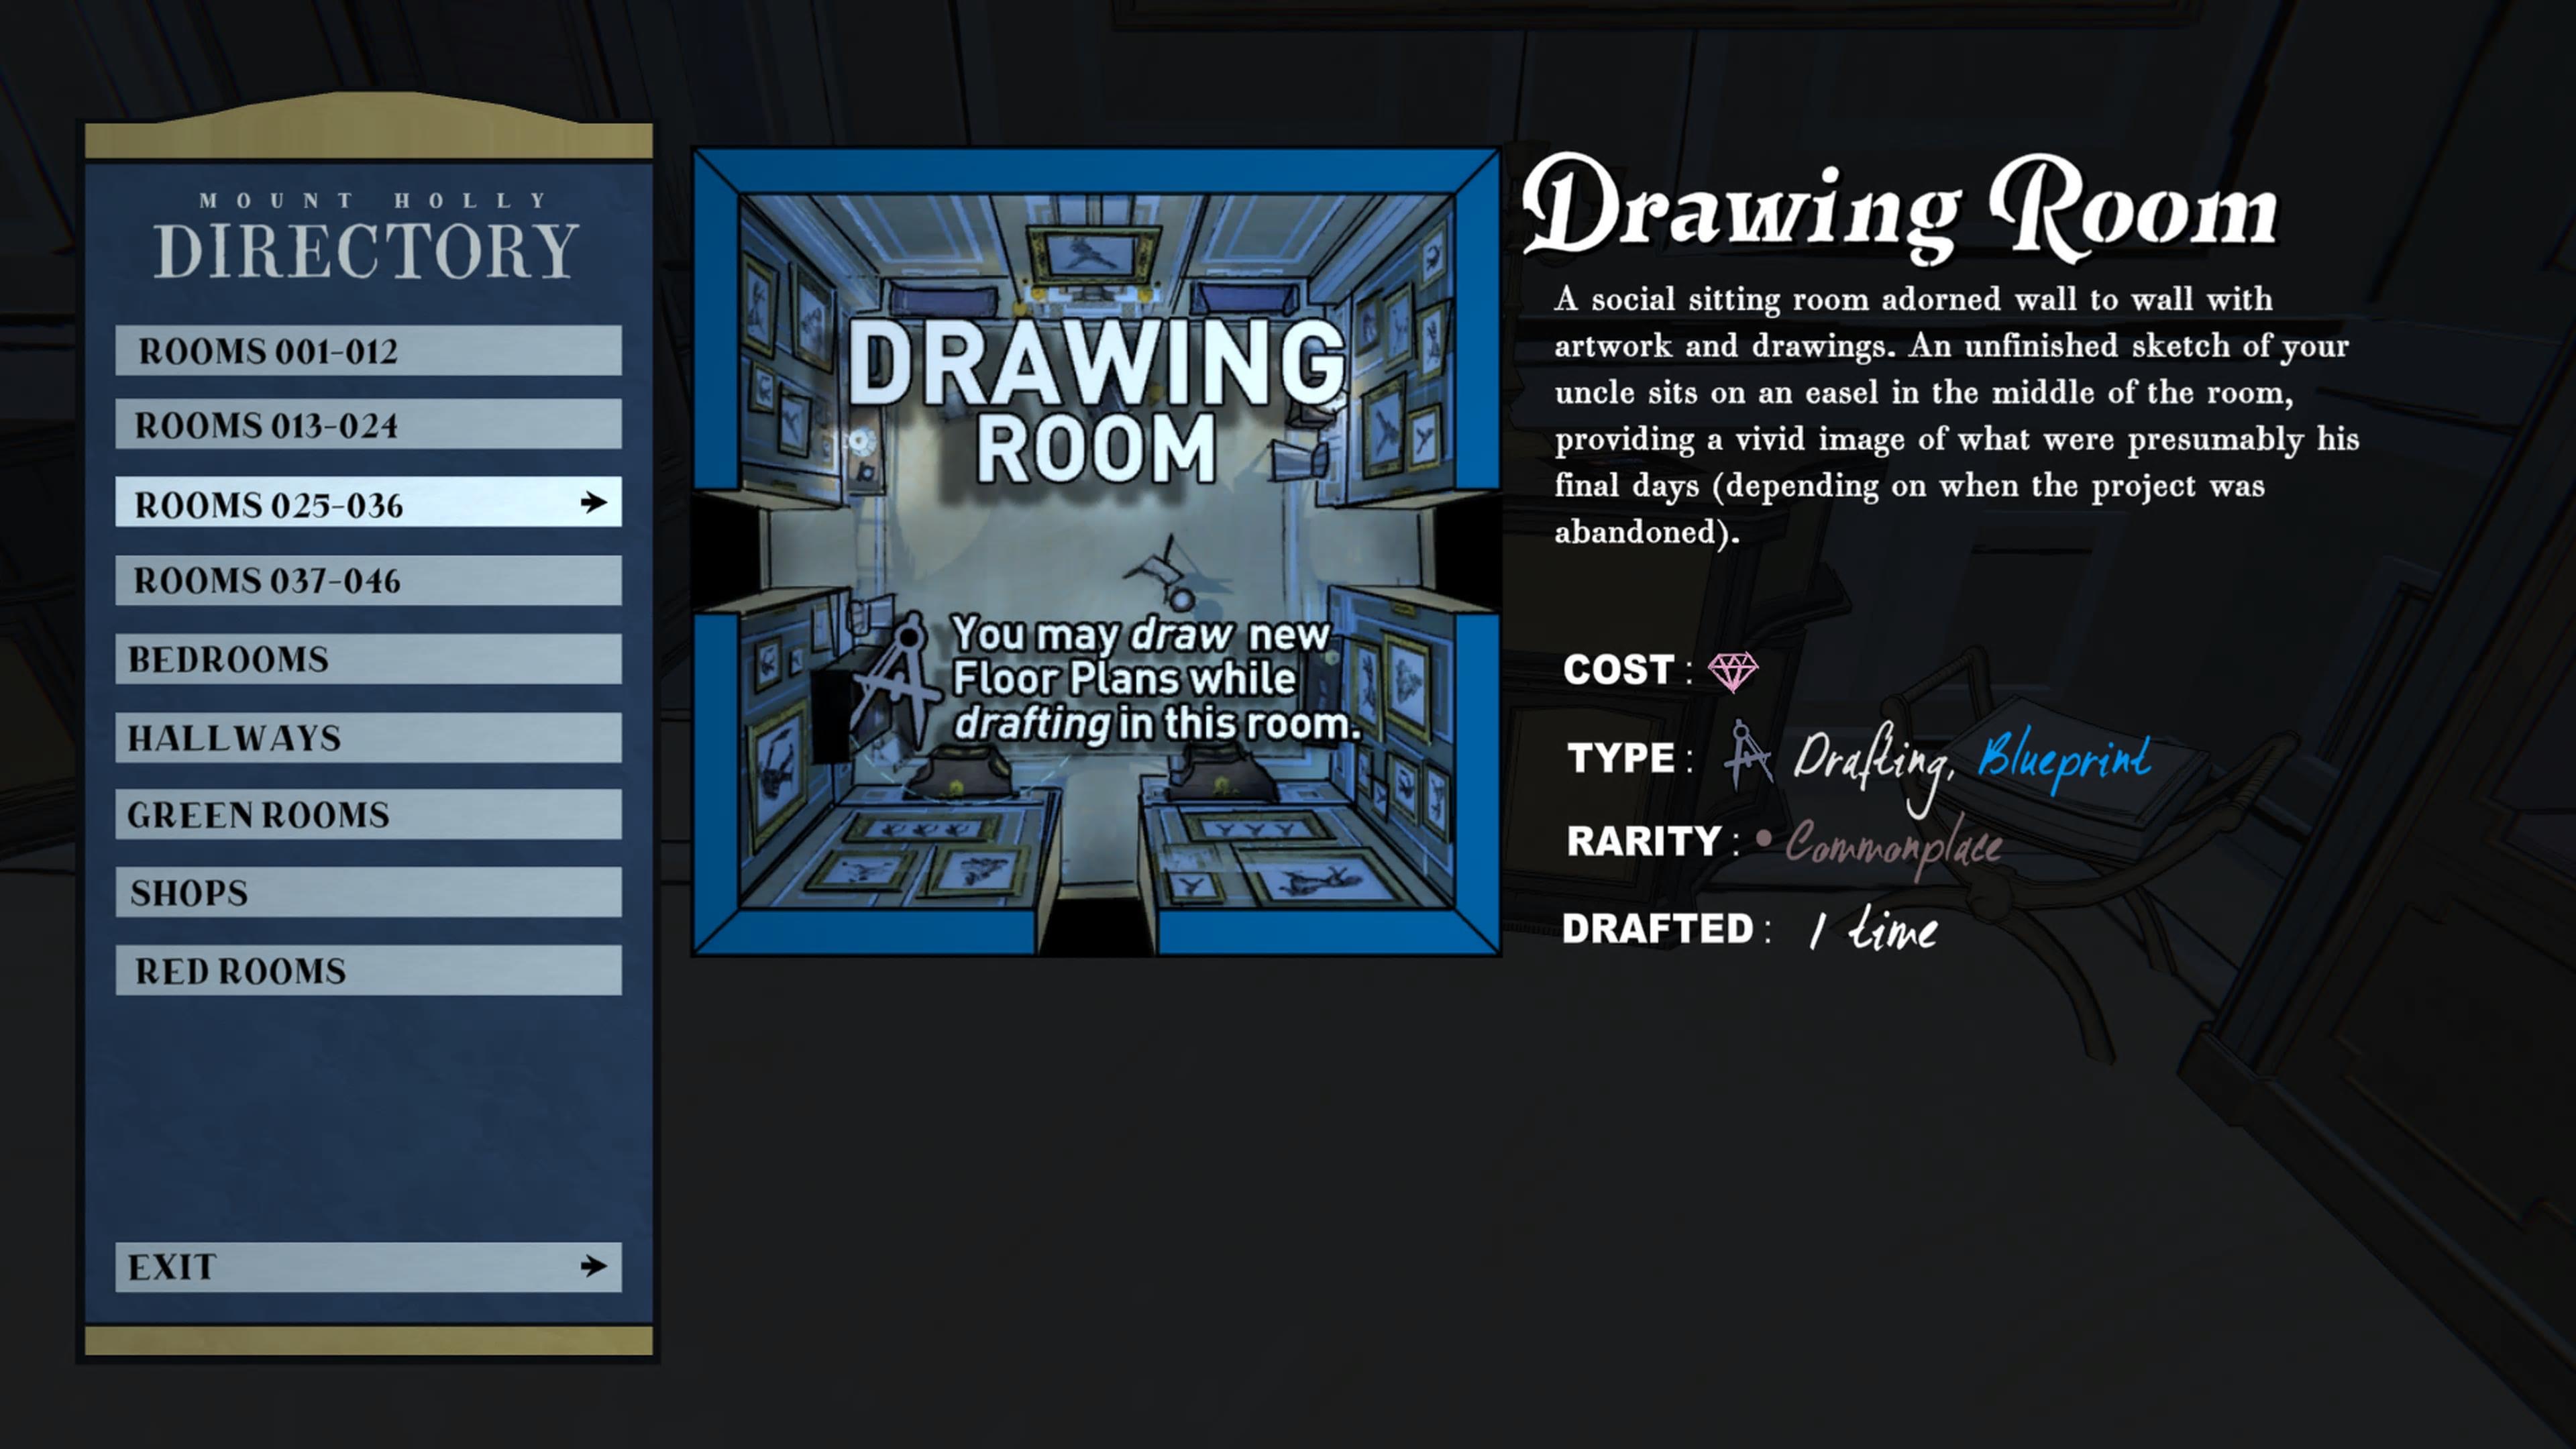 MOUNT HOLLY
DIRECTORY
ROOMS 001-012
ROOMS 013-024
ROOMS 025-036
ROOMS 037-046
BEDROOMS
HALLWAYS
GREEN ROOMS
SHOPS
RED ROOMS
EXIT
DRAWING
ROOM
You may draw new
Floor Plans while
drafting in this room.
Drawing Room
A social sitting room adorned wall to wall with
artwork and drawings. An unfinished sketch of your
uncle sits on an easel in the middle of the room,
providing a vivid image of what were presumably his
final days (depending on when the project was
abandoned).
COST :
TYPE : Drafting, Blueprint
RARITY : • Commonplace
DRAFTED : 1 time